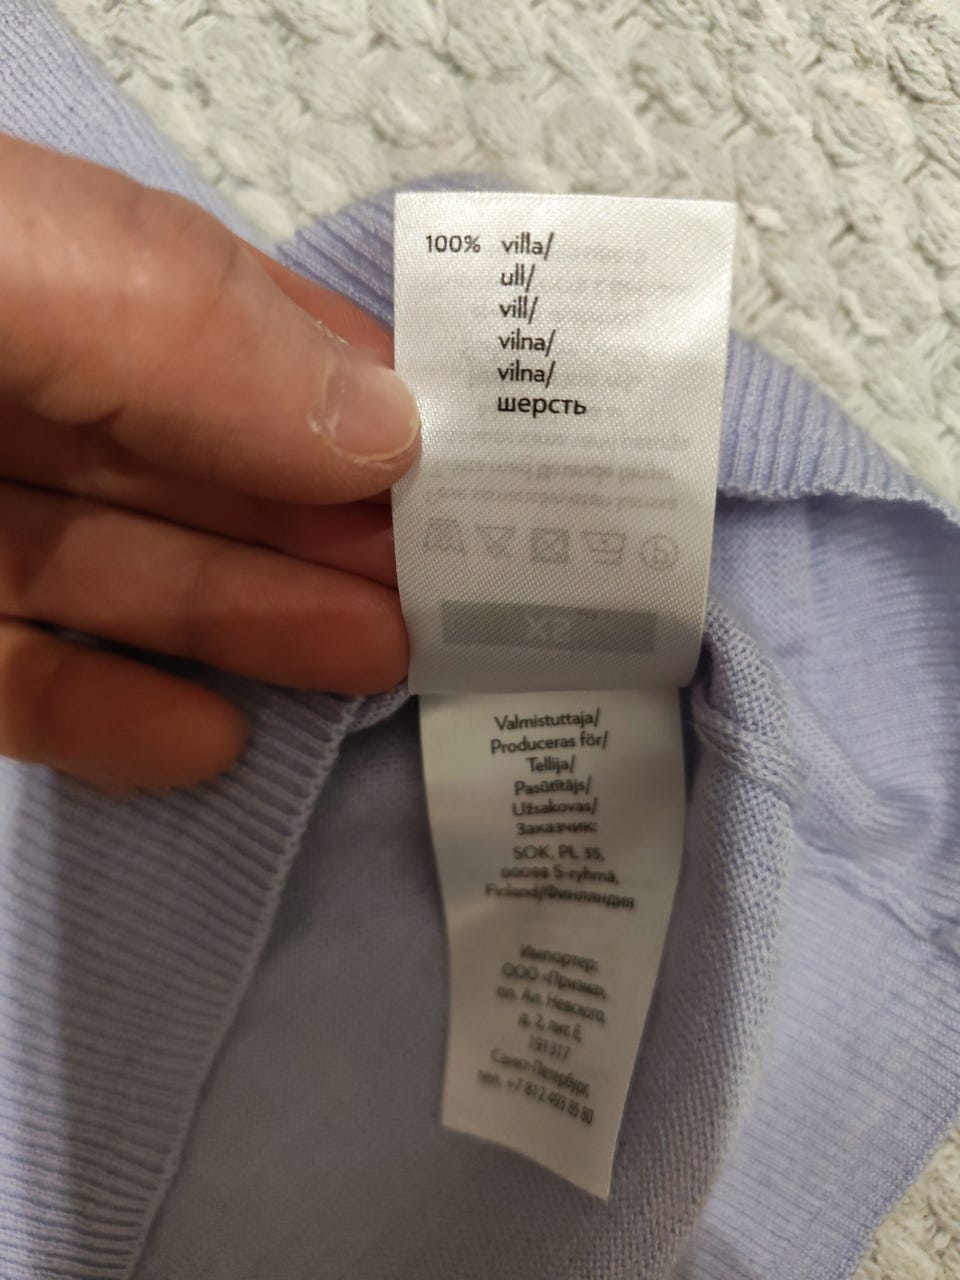 100% villa/
ull/
vill/
vilna/
vilna/
шерсть
XS
Valmistuttaja/
Produceras för/
Tellija/
Pasūtītājs/
Užsakovas/
Заказчик:
SOK, PL 35,
00088 S-ryhmä,
Finland/Финляндия
Импортер:
ООО «Призма»,
пл. Ал. Невского,
д. 2, лит. Е,
191317
Санкт-Петербург,
тел. +7 812 493 85 80